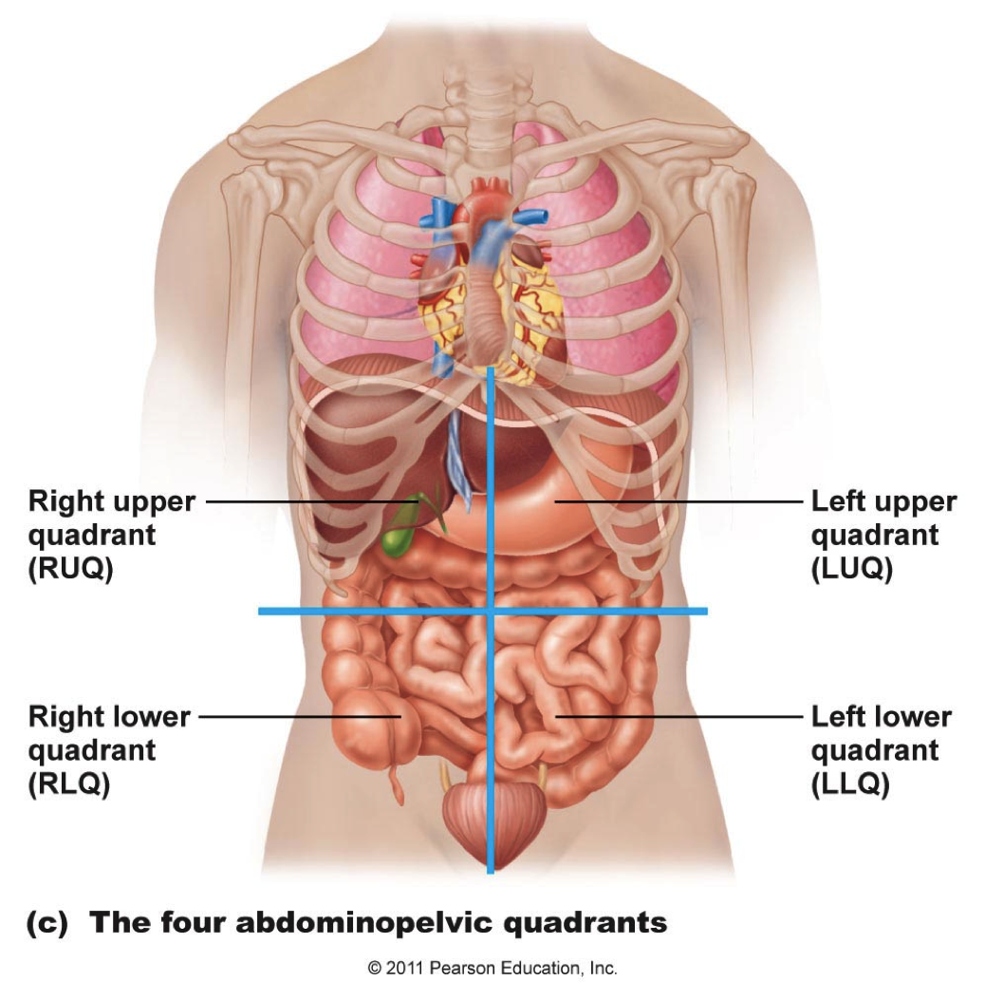 Right upper
quadrant
(RUQ)
Left upper
quadrant
(LUQ)
Right lower
quadrant
(RLQ)
Left lower
quadrant
(LLQ)
(c) The four abdominopelvic quadrants
© 2011 Pearson Education, Inc.